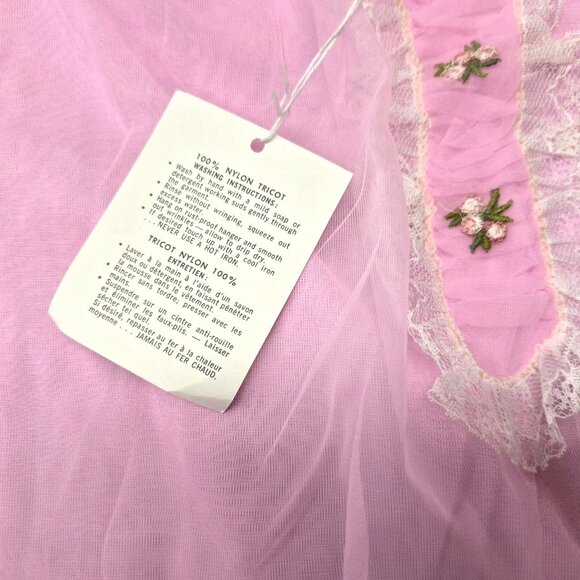 100% NYLON TRICOT
WASHING INSTRUCTIONS:
• Wash by hand with a mild soap or
detergent working suds gently through
the garment.
• Rinse without wringing, squeeze out
excess water.
• Hang on rust-proof hanger and smooth
out wrinkles — allow to drip dry.
If desired touch up with a cool iron
... NEVER USE A HOT IRON.
TRICOT NYLON 100%
ENTRETIEN:
• Laver à la main à l'aide d'un savon
doux ou détergent, en faisant pénétrer
la mousse dans le vêtement.
• Rincer sans tordre; presser avec les
mains.
• Suspendre sur un cintre anti-rouille
et éliminer les faux-plis. — Laisser
sécher tel quel.
Si désiré, repasser au fer à la chaleur
moyenne ... JAMAIS AU FER CHAUD.